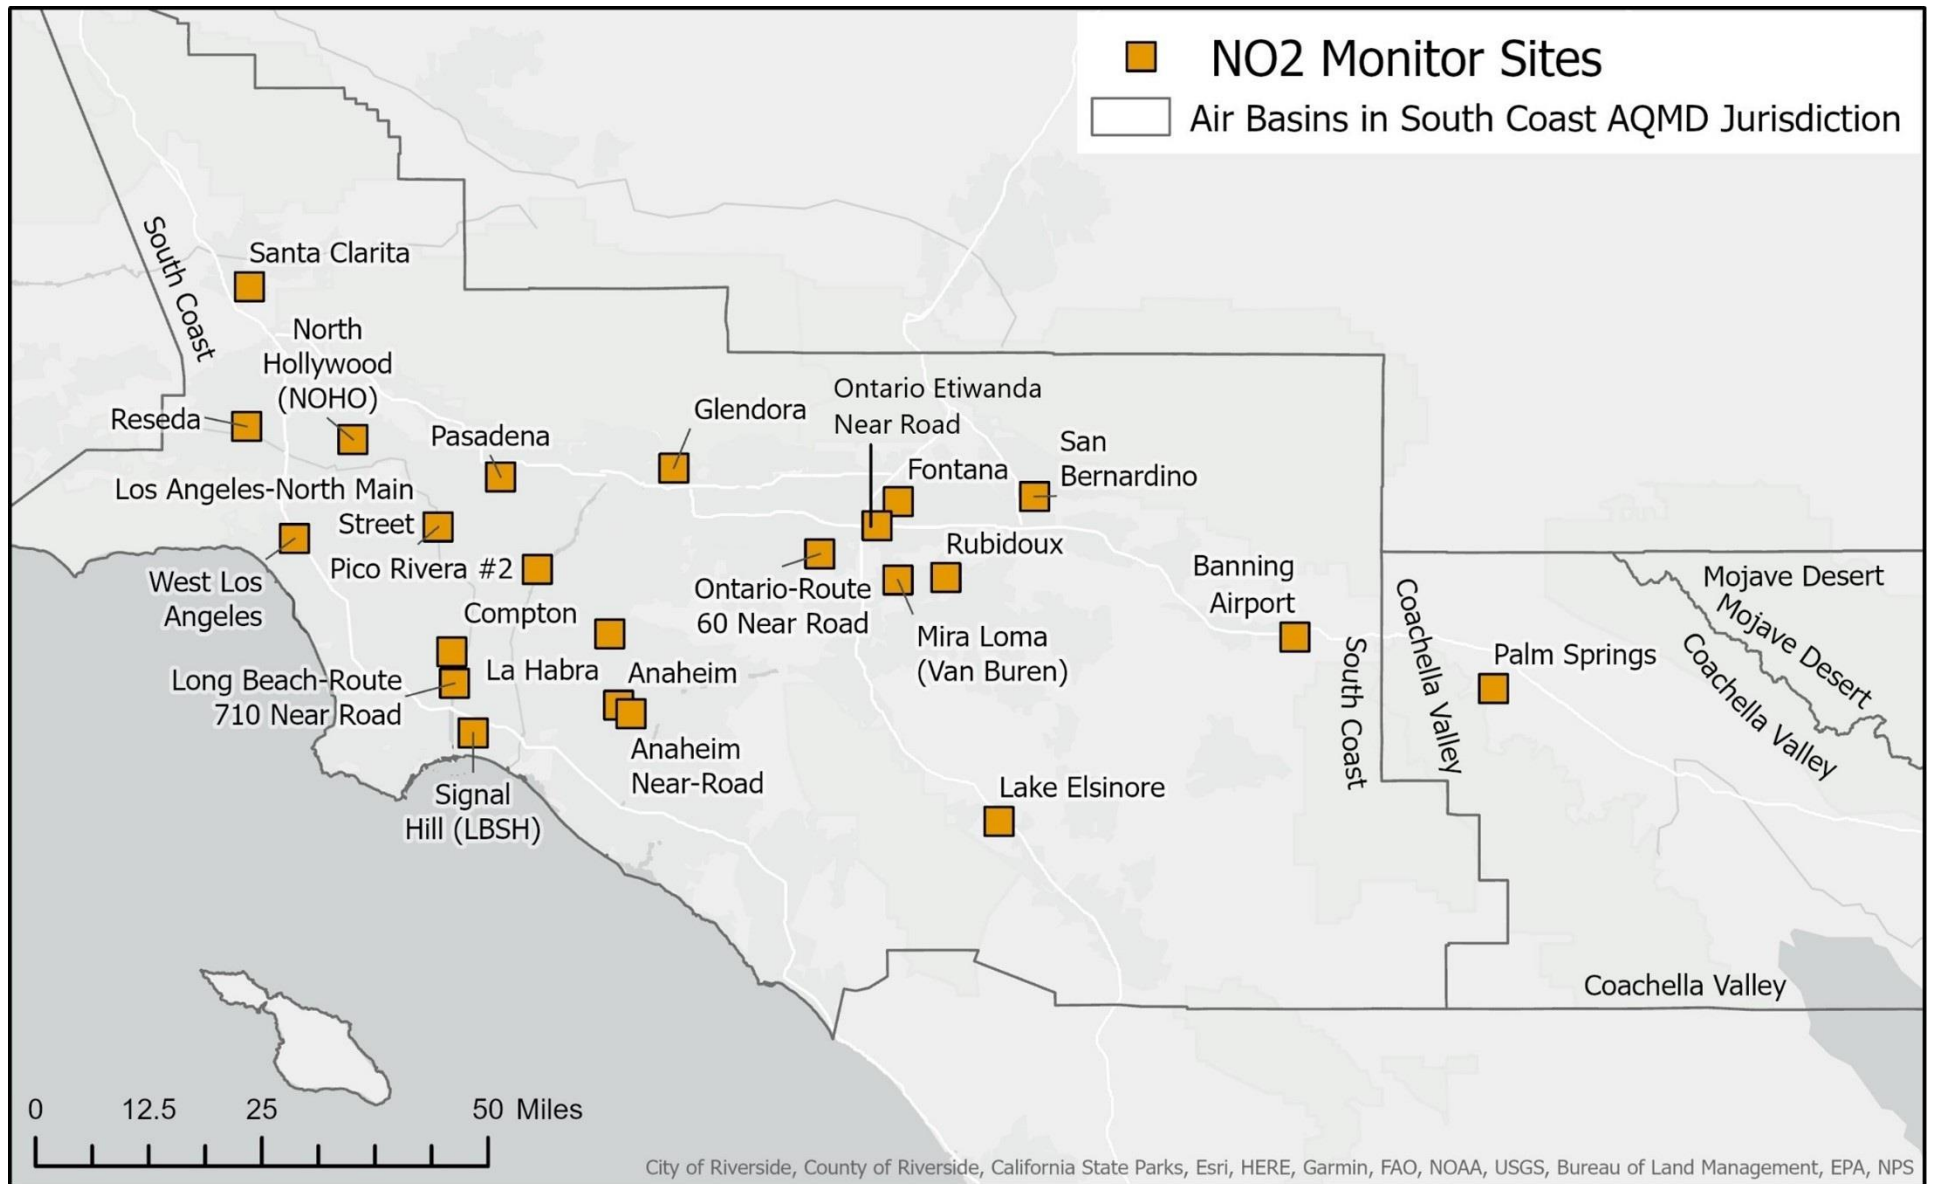 NO2 Monitor Sites
Air Basins in South Coast AQMD Jurisdiction
South Coast
Santa Clarita
North
Hollywood
(NOHO)
Reseda
Pasadena
Glendora
Ontario Etiwanda
Near Road
Fontana
San
Bernardino
Los Angeles-North Main
Street
West Los
Angeles
Pico Rivera #2
Compton
Ontario-Route
60 Near Road
Rubidoux
Mira Loma
(Van Buren)
Banning
Airport
Long Beach-Route
710 Near Road
La Habra
Anaheim
Anaheim
Near-Road
Signal
Hill (LBSH)
Lake Elsinore
South Coast
Coachella Valley
Palm Springs
Mojave Desert
Mojave Desert
Coachella Valley
Coachella Valley
0 12.5 25 50 Miles
City of Riverside, County of Riverside, California State Parks, Esri, HERE, Garmin, FAO, NOAA, USGS, Bureau of Land Management, EPA, NPS